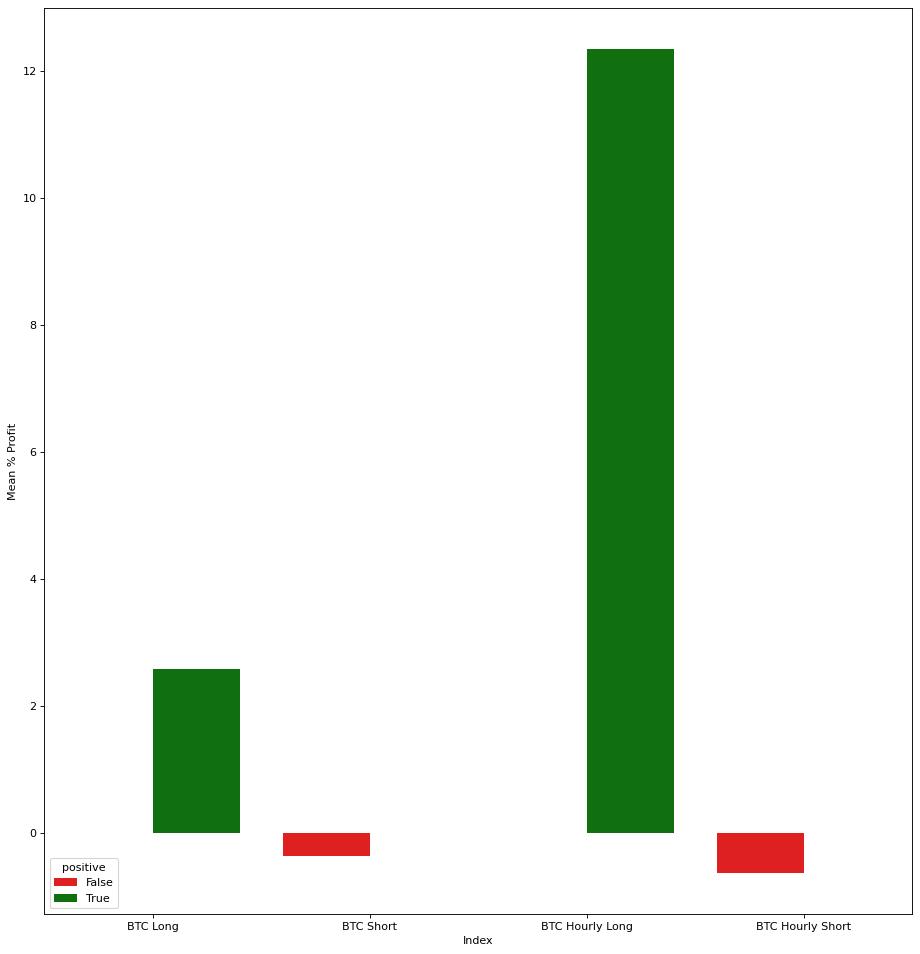 12
10
8
6
4
2
0
Mean % Profit
positive
False
True
BTC Long
BTC Short
BTC Hourly Long
BTC Hourly Short
Index